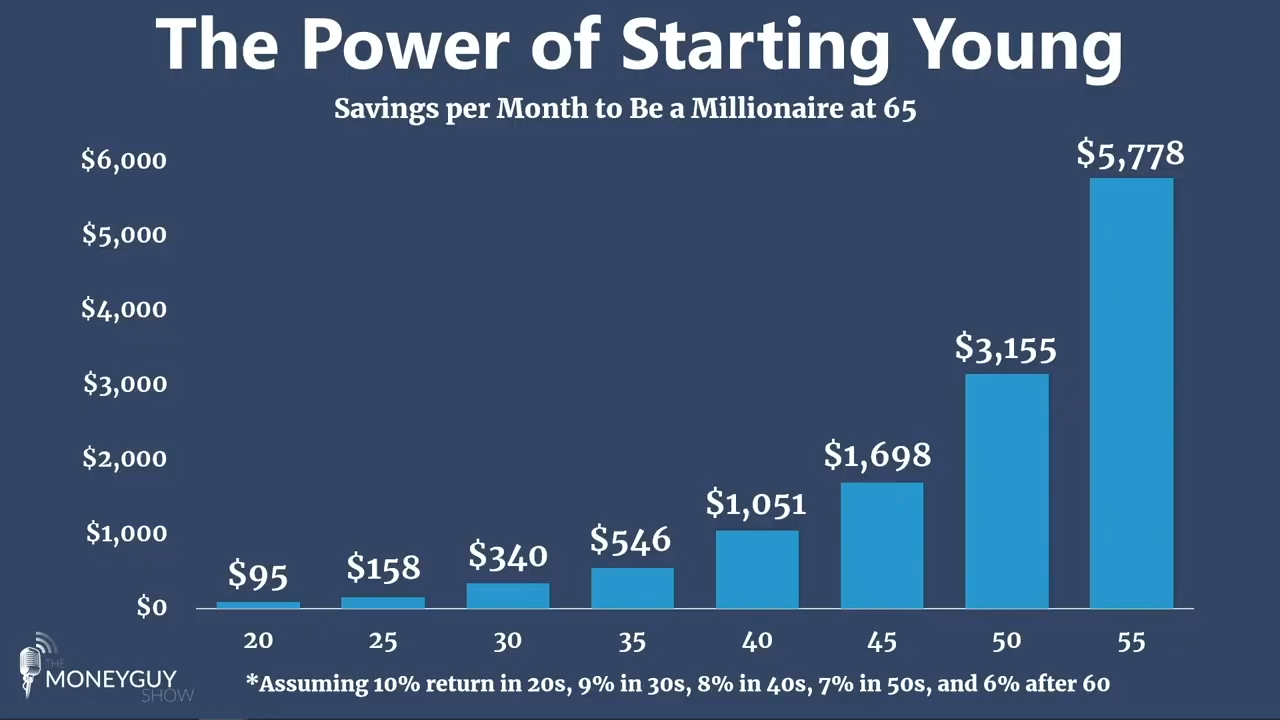 The Power of Starting Young
Savings per Month to Be a Millionaire at 65
$6,000
$5,000
$4,000
$3,000
$2,000
$1,000
$0
$95
$158
$340
$546
$1,051
$1,698
$3,155
$5,778
20 25 30 35 40 45 50 55
THE
MONEYGUY
SHOW
*Assuming 10% return in 20s, 9% in 30s, 8% in 40s, 7% in 50s, and 6% after 60